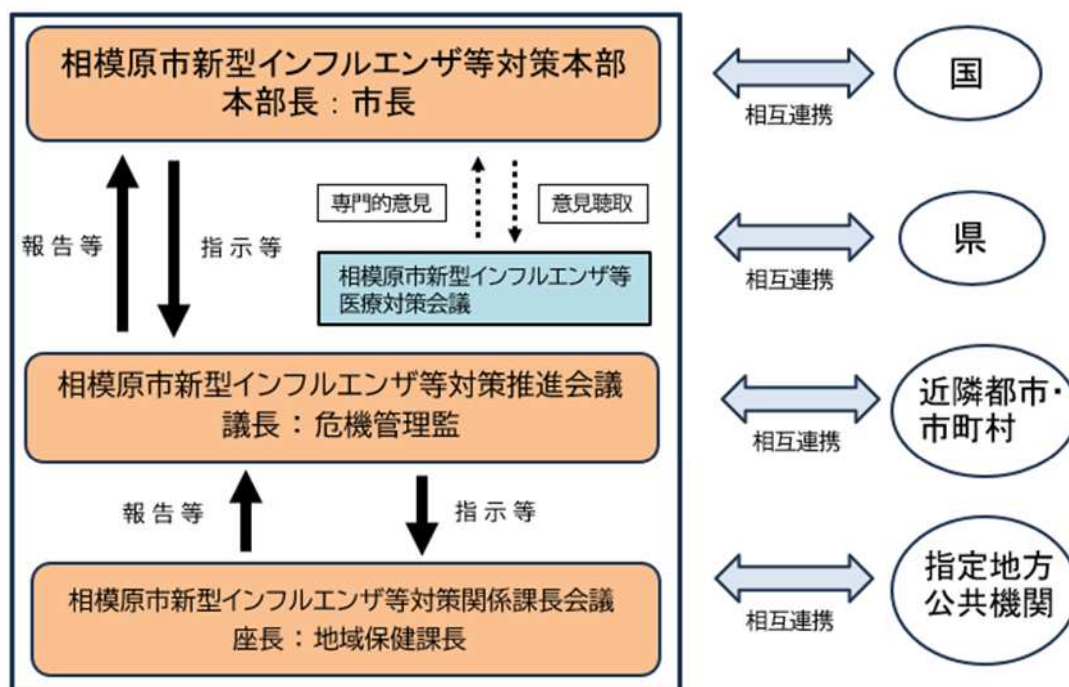 相模原市新型インフルエンザ等対策本部
本部長：市長
国
相互連携
専門的意見
意見聴取
報告等
指示等
県
相互連携
相模原市新型インフルエンザ等
医療対策会議
相模原市新型インフルエンザ等対策推進会議
議長：危機管理監
近隣都市・
市町村
相互連携
報告等
指示等
相模原市新型インフルエンザ等対策関係課長会議
座長：地域保健課長
指定地方
公共機関
相互連携